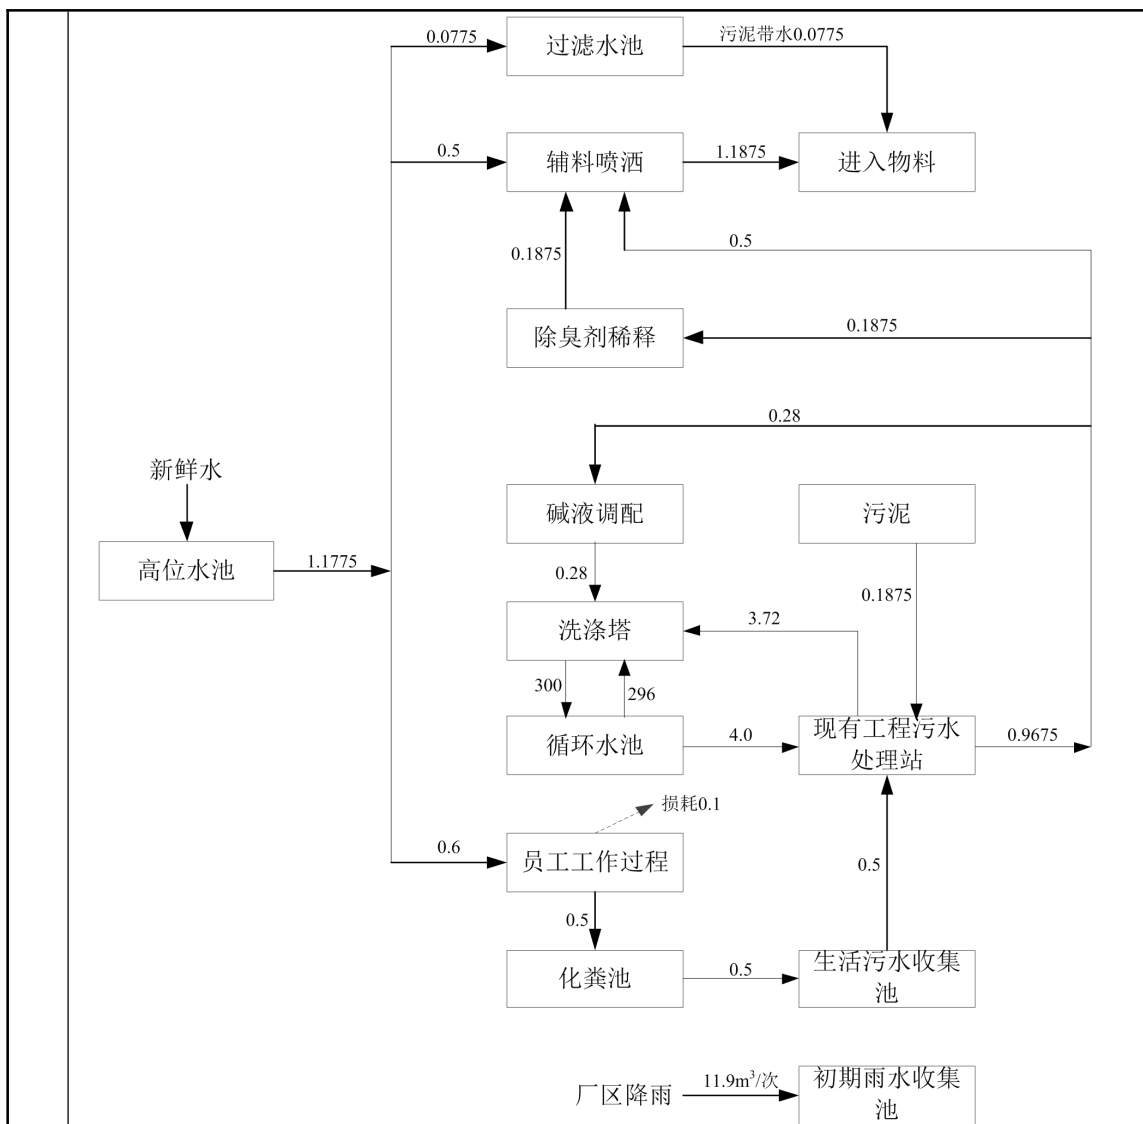 0.0775
过滤水池
污泥带水0.0775
0.5
辅料喷洒
1.1875
进入物料
0.1875
0.5
除臭剂稀释
0.1875
0.28
新鲜水
碱液调配
污泥
高位水池
1.1775
0.28
0.1875
洗涤塔
3.72
300
296
循环水池
4.0
现有工程污水
处理站
0.9675
损耗0.1
0.6
员工工作过程
0.5
0.5
化粪池
0.5
生活污水收集
池
厂区降雨
11.9m³/次
初期雨水收集
池